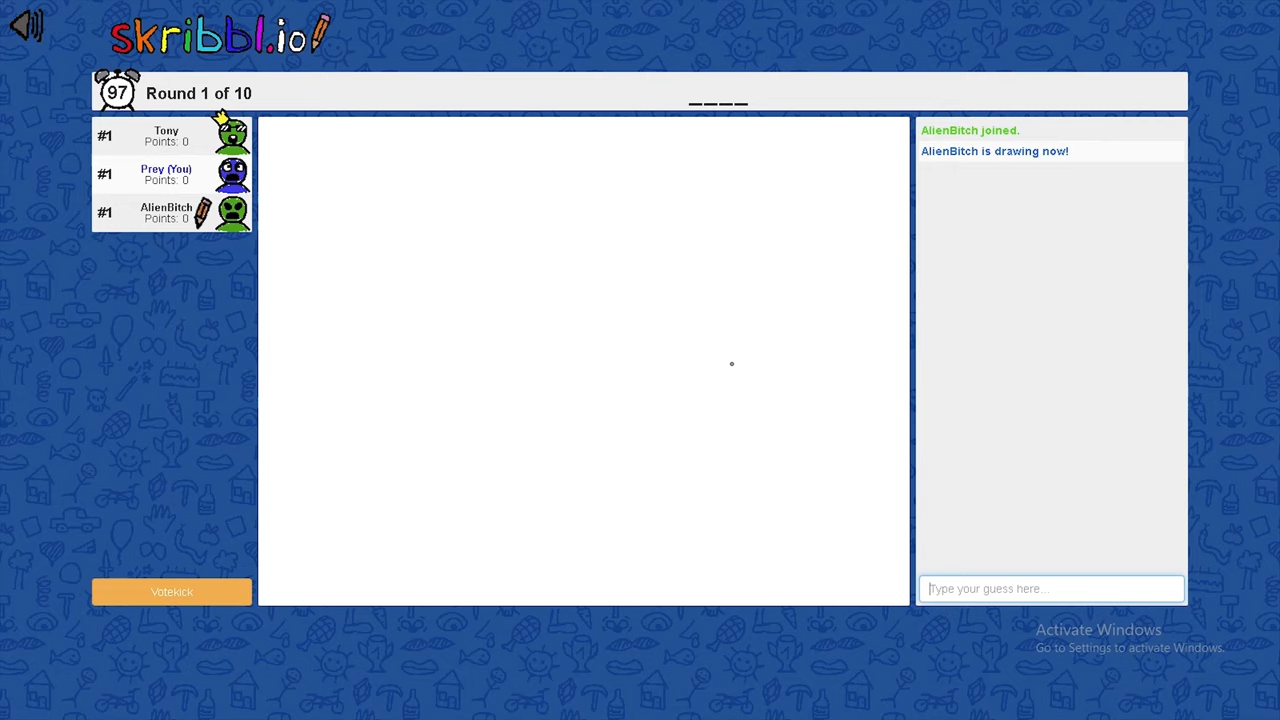 skribbl.io
97
Round 1 of 10
____
#1
Tony
Points: 0
#1
Prey (You)
Points: 0
#1
AlienBitch
Points: 0
Votekick
AlienBitch joined.
AlienBitch is drawing now!
Type your guess here...
Activate Windows
Go to Settings to activate Windows.